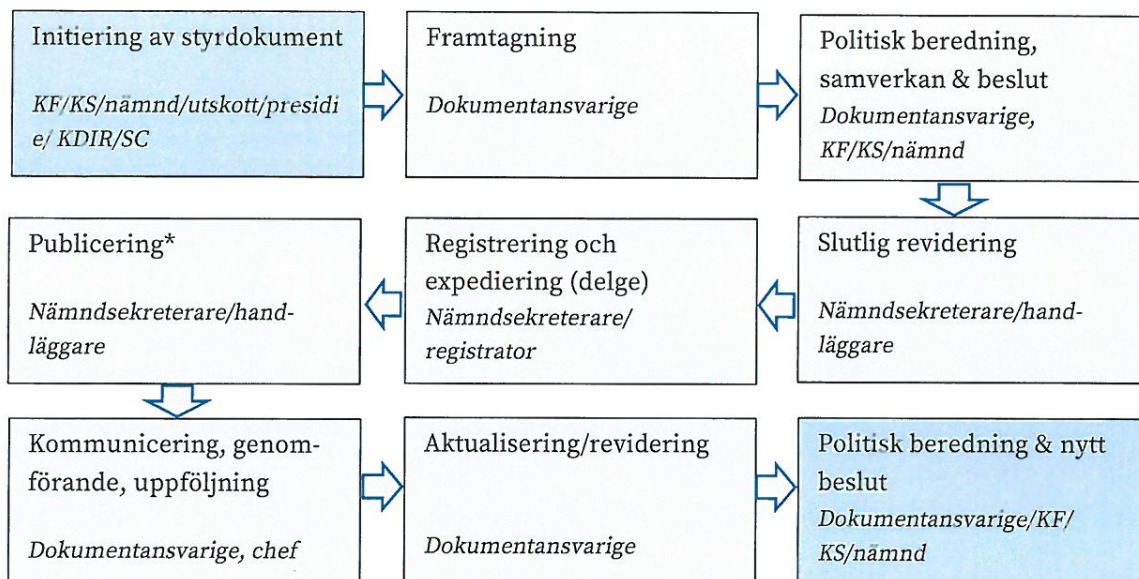 Initiering av styrdokument
KF/KS/nämnd/utskott/presidi
e/ KDIR/SC
Framtagning
Dokumentansvarige
Politisk beredning,
samverkan & beslut
Dokumentansvarige,
KF/KS/nämnd
Slutlig revidering
Nämndsekreterare/hand-
läggare
Registrering och
expediering (delge)
Nämndsekreterare/
registrator
Publicering*
Nämndsekreterare/hand-
läggare
Kommunicering, genom-
förande, uppföljning
Dokumentansvarige, chef
Aktualisering/revidering
Dokumentansvarige
Politisk beredning & nytt
beslut
Dokumentansvarige/KF/
KS/nämnd